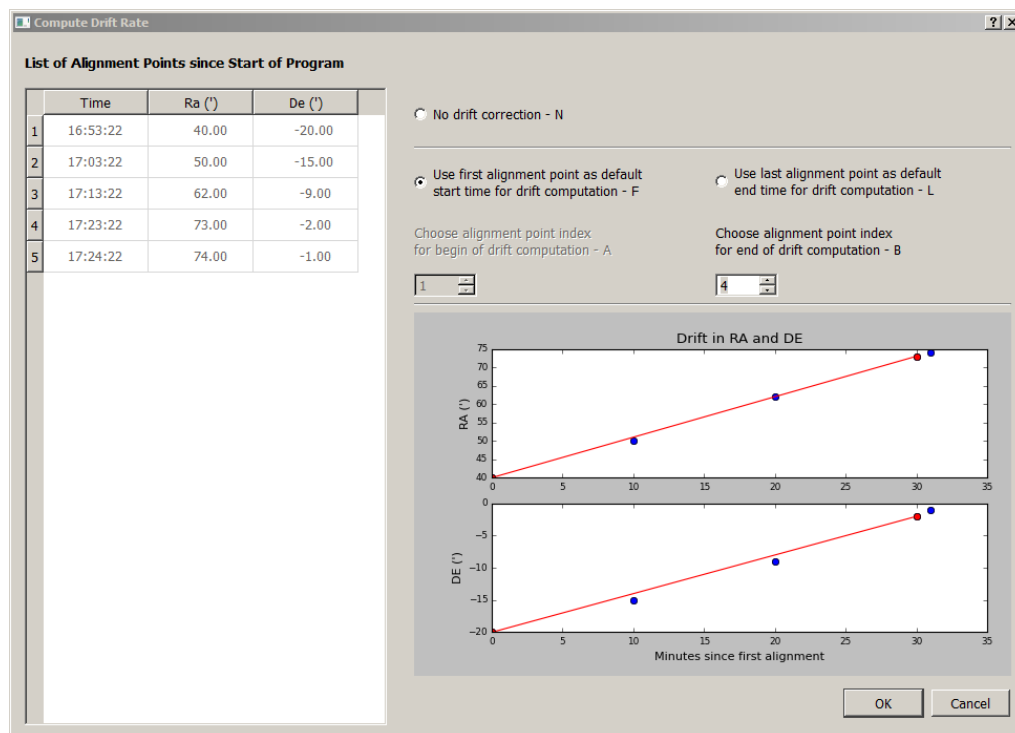 Compute Drift Rate
List of Alignment Points since Start of Program
Time Ra (') De (')
1 16:53:22 40.00 -20.00
2 17:03:22 50.00 -15.00
3 17:13:22 62.00 -9.00
4 17:23:22 73.00 -2.00
5 17:24:22 74.00 -1.00
No drift correction - N
Use first alignment point as default
start time for drift computation - F
Use last alignment point as default
end time for drift computation - L
Choose alignment point index
for begin of drift computation - A
Choose alignment point index
for end of drift computation - B
1
4
Drift in RA and DE
75
70
65
60
55
50
45
40
RA (')
0 5 10 15 20 25 30 35
0
−5
−10
−15
−20
DE (')
0 5 10 15 20 25 30 35
Minutes since first alignment
OK Cancel